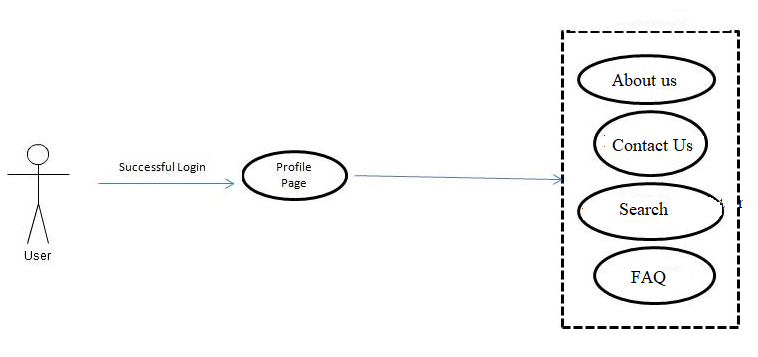 About us
Contact Us
Successful Login
Profile
Page
Search
User
FAQ